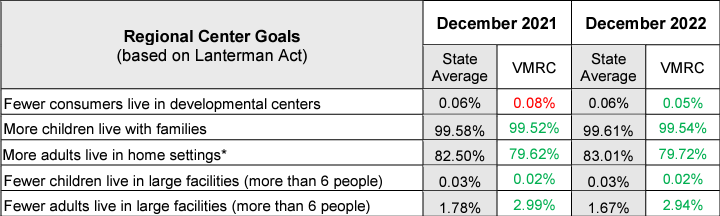 Regional Center Goals
(based on Lanterman Act)
December 2021 December 2022
State Average VMRC State Average VMRC
Fewer consumers live in developmental centers 0.06% 0.08% 0.06% 0.05%
More children live with families 99.58% 99.52% 99.61% 99.54%
More adults live in home settings* 82.50% 79.62% 83.01% 79.72%
Fewer children live in large facilities (more than 6 people) 0.03% 0.02% 0.03% 0.02%
Fewer adults live in large facilities (more than 6 people) 1.78% 2.99% 1.67% 2.94%